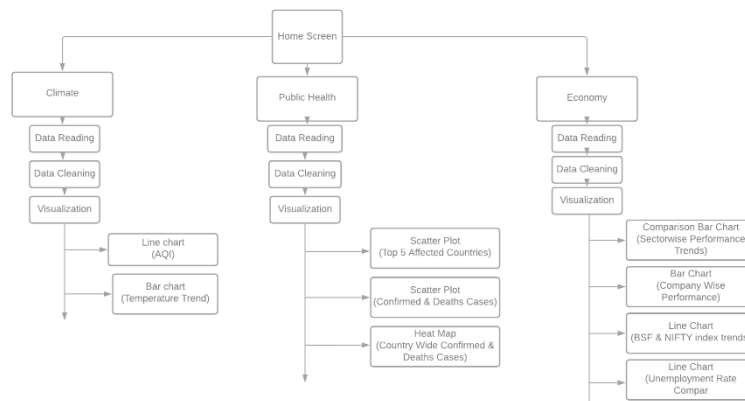 Home Screen
Climate
Public Health
Economy
Data Reading
Data Reading
Data Reading
Data Cleaning
Data Cleaning
Data Cleaning
Visualization
Visualization
Visualization
Line chart
(AQI)
Bar chart
(Temperature Trend)
Scatter Plot
(Top 5 Affected Countries)
Scatter Plot
(Confirmed & Deaths Cases)
Heat Map
(Country Wide Confirmed &
Deaths Cases)
Comparison Bar Chart
(Sectorwise Performance
Trends)
Bar Chart
(Company Wise
Performance)
Line Chart
(BSF & NIFTY index trends
Line Chart
(Unemployment Rate
Compar